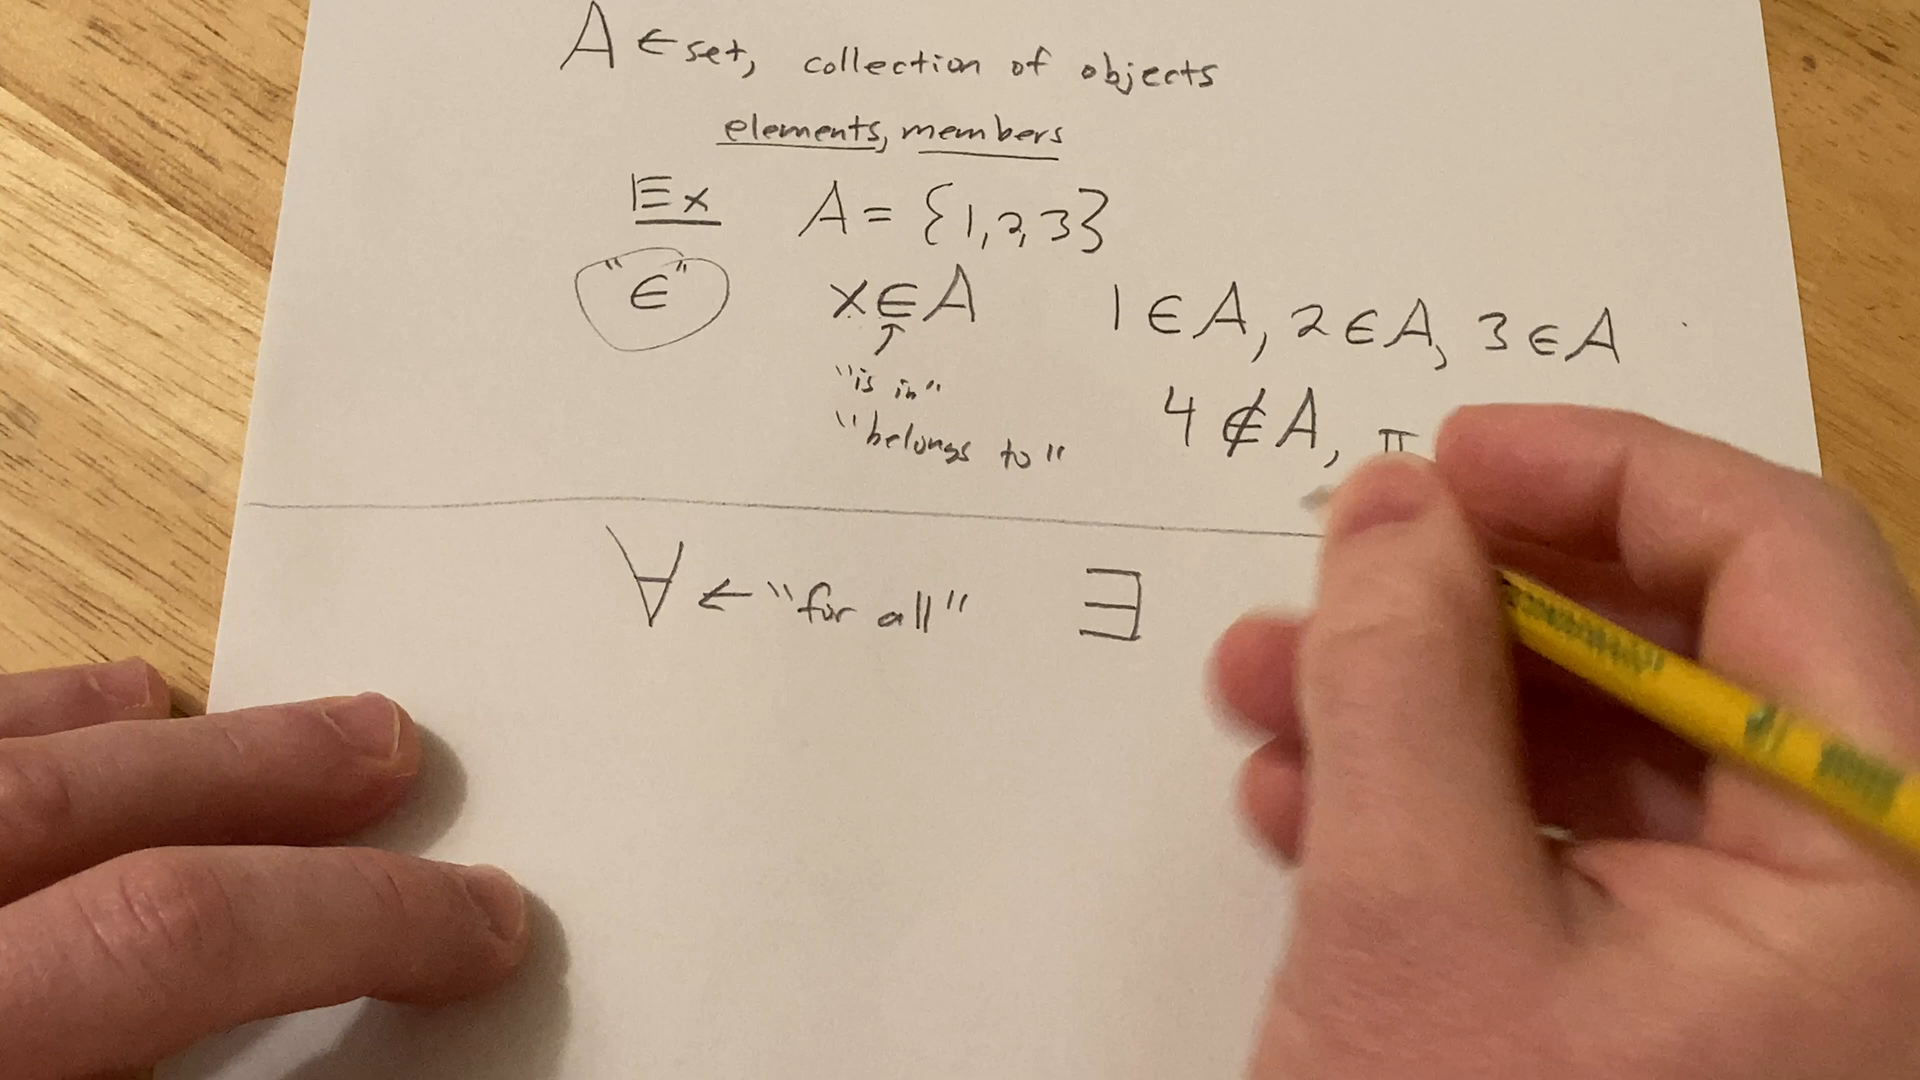 A ← set, collection of objects
elements, members
Ex A = {1, 2, 3}
"∈" x ∈ A 1 ∈ A, 2 ∈ A, 3 ∈ A
↑
"is in" 4 ∉ A, π
"belongs to"
∀ ← "for all" ∃